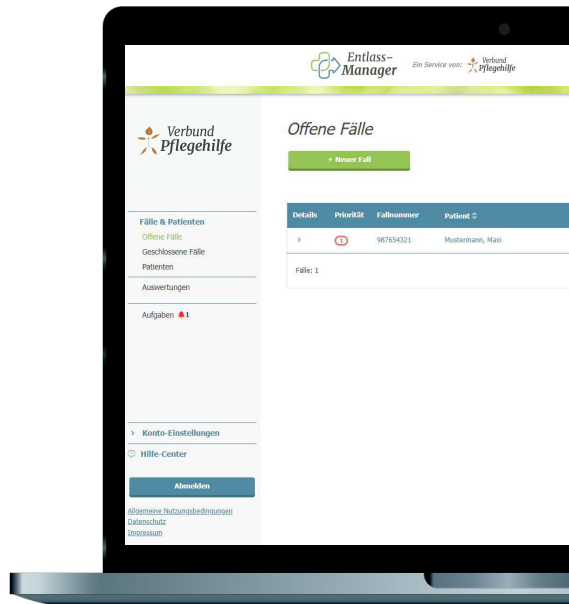 Entlass-
Manager
Ein Service von:
Verbund
Pflegehilfe
Verbund
Pflegehilfe
Offene Fälle
+ Neuer Fall
Details Priorität Fallnummer Patient
1 987654321 Mustermann, Maxi
Fälle: 1
Fälle & Patienten
Offene Fälle
Geschlossene Fälle
Patienten
Auswertungen
Aufgaben 1
Konto-Einstellungen
Hilfe-Center
Abmelden
Allgemeine Nutzungsbedingungen
Datenschutz
Impressum